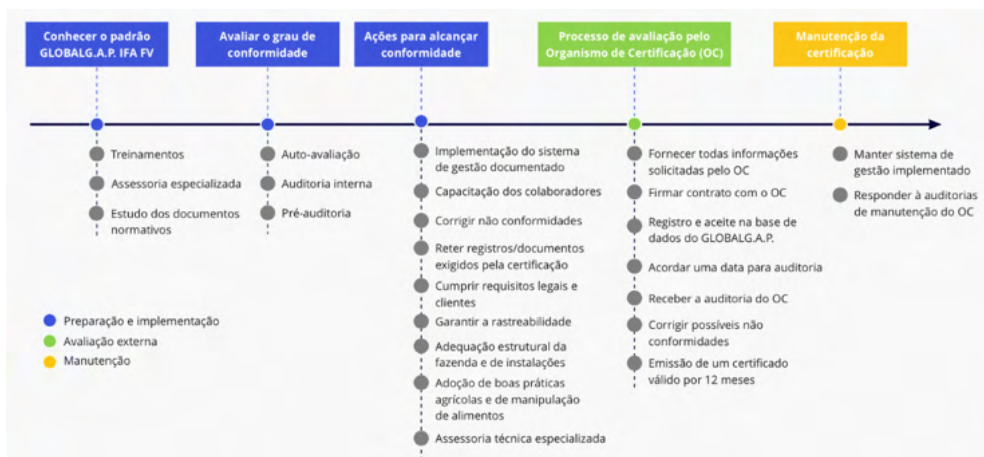 Conhecer o padrão
GLOBALG.A.P. IFA FV
Avaliar o grau de
conformidade
Ações para alcançar
conformidade
Processo de avaliação pelo
Organismo de Certificação (OC)
Manutenção da
certificação
Treinamentos
Assessoria especializada
Estudo dos documentos
normativos
Auto-avaliação
Auditoria interna
Pré-auditoria
Implementação do sistema
de gestão documentado
Capacitação dos colaboradores
Corrigir não conformidades
Reter registros/documentos
exigidos pela certificação
Cumprir requisitos legais e
clientes
Garantir a rastreabilidade
Adequação estrutural da
fazenda e de instalações
Adoção de boas práticas
agrícolas e de manipulação
de alimentos
Assessoria técnica especializada
Fornecer todas informações
solicitadas pelo OC
Firmar contrato com o OC
Registro e aceite na base de
dados do GLOBALG.A.P.
Acordar uma data para auditoria
Receber a auditoria do OC
Corrigir possíveis não
conformidades
Emissão de um certificado
válido por 12 meses
Manter sistema de
gestão implementado
Responder à auditorias
de manutenção do OC
Preparação e implementação
Avaliação externa
Manutenção